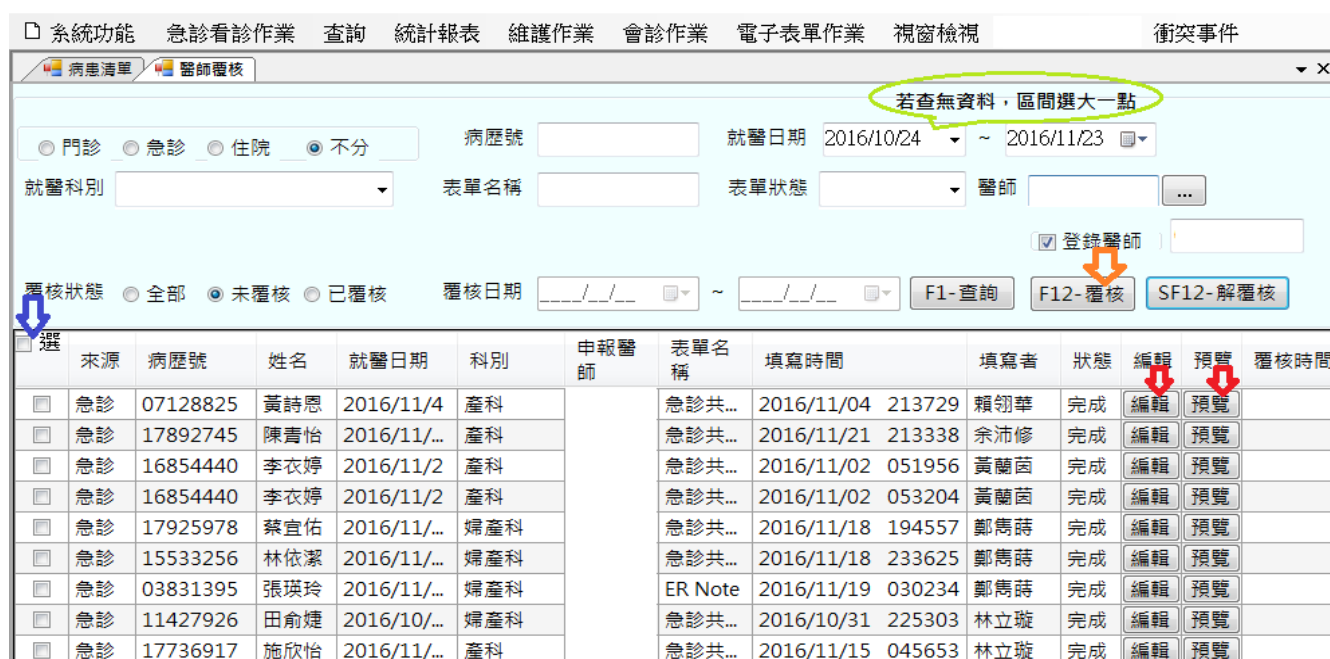 系統功能 急診看診作業 查詢 統計報表 維護作業 會診作業 電子表單作業 視窗檢視 衝突事件
病患清單 醫師覆核
若查無資料，區間選大一點
門診 急診 住院 不分 病歷號 就醫日期 2016/10/24 ~ 2016/11/23
就醫科別 表單名稱 表單狀態 醫師 ...
登錄醫師
覆核狀態 全部 未覆核 已覆核 覆核日期 ____/__/__ ~ ____/__/__ F1-查詢 F12-覆核 SF12-解覆核
選 來源 病歷號 姓名 就醫日期 科別 申報醫師 表單名稱 填寫時間 填寫者 狀態 編輯 預覽 覆核時間
急診 07128825 黃詩恩 2016/11/4 產科 急診共... 2016/11/04 213729 賴翎華 完成 編輯 預覽
急診 17892745 陳青怡 2016/11/... 產科 急診共... 2016/11/21 213338 余沛修 完成 編輯 預覽
急診 16854440 李衣婷 2016/11/2 產科 急診共... 2016/11/02 051956 黃蘭茵 完成 編輯 預覽
急診 16854440 李衣婷 2016/11/2 產科 急診共... 2016/11/02 053204 黃蘭茵 完成 編輯 預覽
急診 17925978 蔡宜佑 2016/11/... 婦產科 急診共... 2016/11/18 194557 鄭雋蒔 完成 編輯 預覽
急診 15533256 林依潔 2016/11/... 婦產科 急診共... 2016/11/18 233625 鄭雋蒔 完成 編輯 預覽
急診 03831395 張瑛玲 2016/11/... 婦產科 ER Note 2016/11/19 030234 鄭雋蒔 完成 編輯 預覽
急診 11427926 田俞婕 2016/10/... 婦產科 急診共... 2016/10/31 225303 林立璇 完成 編輯 預覽
急診 17736917 施欣怡 2016/11/... 產科 急診共... 2016/11/15 045653 林立璇 完成 編輯 預覽